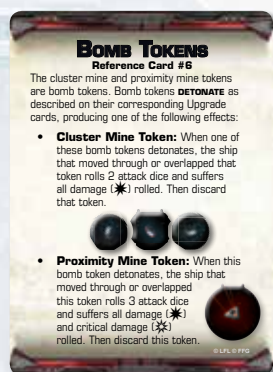 BOMB TOKENS
Reference Card #6
The cluster mine and proximity mine tokens
are bomb tokens. Bomb tokens DETONATE as
described on their corresponding Upgrade
cards, producing one of the following effects:
• Cluster Mine Token: When one of
these bomb tokens detonates, the ship
that moved through or overlapped that
token rolls 2 attack dice and suffers
all damage (💥) rolled. Then discard
that token.
• Proximity Mine Token: When this
bomb token detonates, the ship that
moved through or overlapped
this token rolls 3 attack dice
and suffers all damage (💥)
and critical damage (💥)
rolled. Then discard this token.
© LFL © FFG